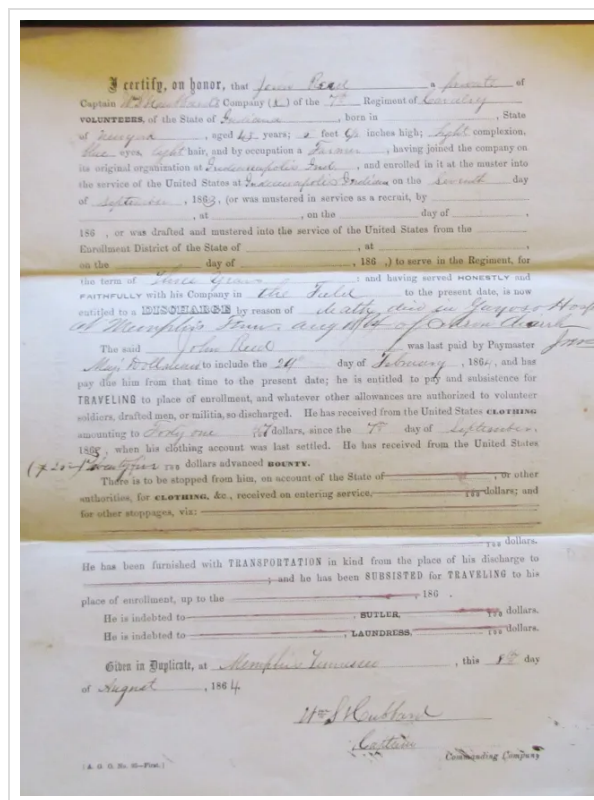 I certify, on honor, that John Reed a private of
Captain Hubbard's Company ( ) of the 7th Regiment of Cavalry
VOLUNTEERS, of the State of Indiana, born in , State
of Newyork, aged 45 years; 5 feet inches high; light complexion,
blue eyes, light hair, and by occupation a Farmer, having joined the company on
its original organization at Indianapolis Ind, and enrolled in it at the muster into
the service of the United States at Indianapolis Indiana on the Seventh day
of September, 1863, (or was mustered in service as a recruit, by
, at , on the day of ,
186 , or was drafted and mustered into the service of the United States from the
Enrollment District of the State of , at ,
on the day of , 186 ,) to serve in the Regiment, for
the term of Three Years: and having served HONESTLY and
FAITHFULLY with his Company in the Field to the present date, is now
entitled to a DISCHARGE by reason of death, died in Hosp
at Memphis Tenn. Aug of Chronic
The said John Reed was last paid by Paymaster
Maj. to include the 29" day of February, 1864, and has
pay due him from that time to the present date; he is entitled to pay and subsistence for
TRAVELING to place of enrollment, and whatever other allowances are authorized to volunteer
soldiers, drafted men, or militia, so discharged. He has received from the United States CLOTHING
amounting to Forty one dollars, since the 7th day of September,
1863, when his clothing account was last settled. He has received from the United States
100 dollars advanced BOUNTY.
There is to be stopped from him, on account of the State of , or other
authorities, for CLOTHING, &c., received on entering service, 100 dollars; and
for other stoppages, viz:
100 dollars.
He has been furnished with TRANSPORTATION in kind from the place of his discharge to
; and he has been SUBSISTED for TRAVELING to his
place of enrollment, up to the , 186 .
He is indebted to , SUTLER, 100 dollars.
He is indebted to , LAUNDRESS, 100 dollars.
Given in Duplicate, at Memphis Tennessee, this day
of August, 1864.
Wm S Hubbard
Captain
Commanding Company
(A. G. O. No. —First.)